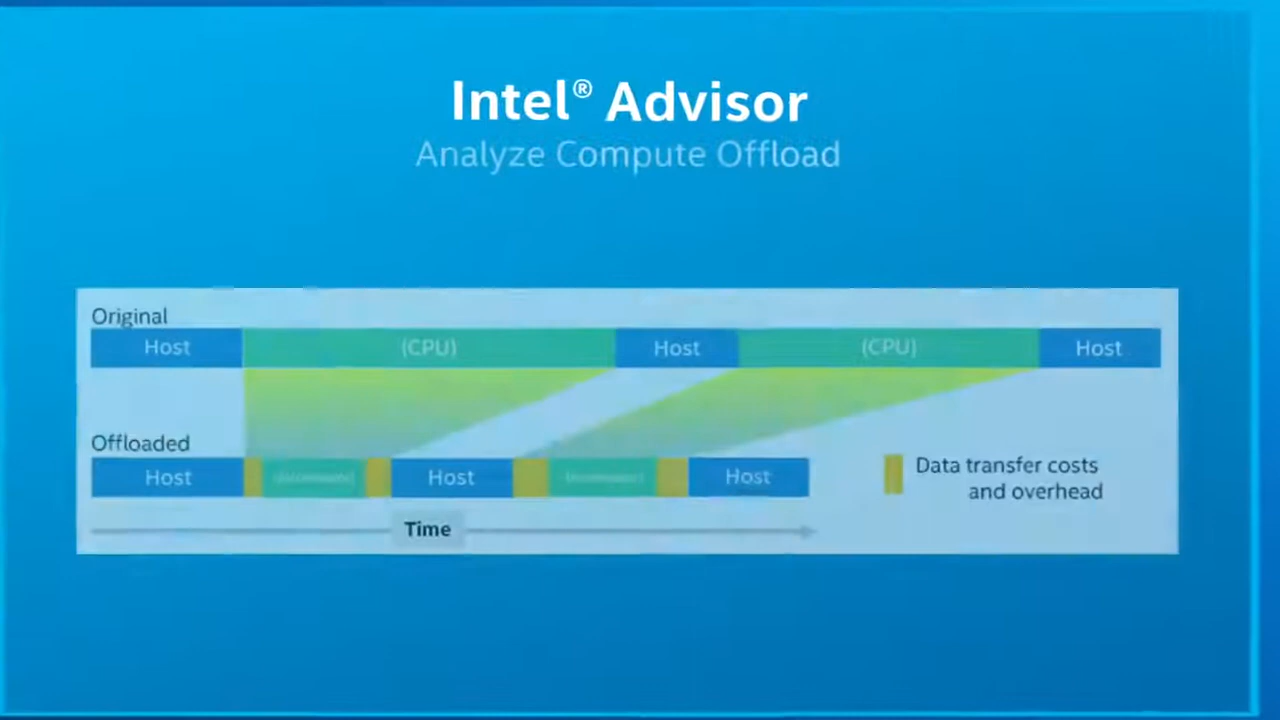 Intel® Advisor
Analyze Compute Offload
Original
Host (CPU) Host (CPU) Host
Offloaded
Host Host Host
Data transfer costs
and overhead
Time